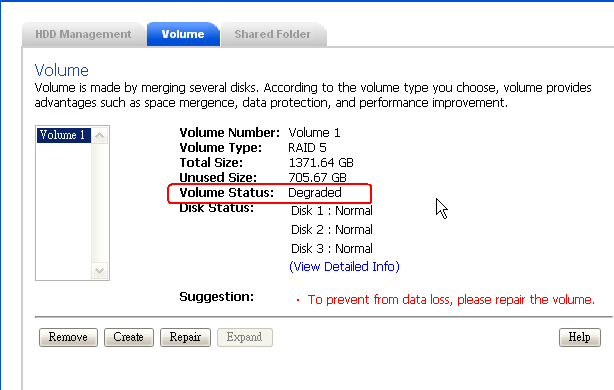 HDD Management Volume Shared Folder
Volume
Volume is made by merging several disks. According to the volume type you choose, volume provides
advantages such as space mergence, data protection, and performance improvement.
Volume 1
Volume Number: Volume 1
Volume Type: RAID 5
Total Size: 1371.64 GB
Unused Size: 705.67 GB
Volume Status: Degraded
Disk Status: Disk 1 : Normal
Disk 2 : Normal
Disk 3 : Normal
(View Detailed Info)
Suggestion: · To prevent from data loss, please repair the volume.
Remove Create Repair Expand Help